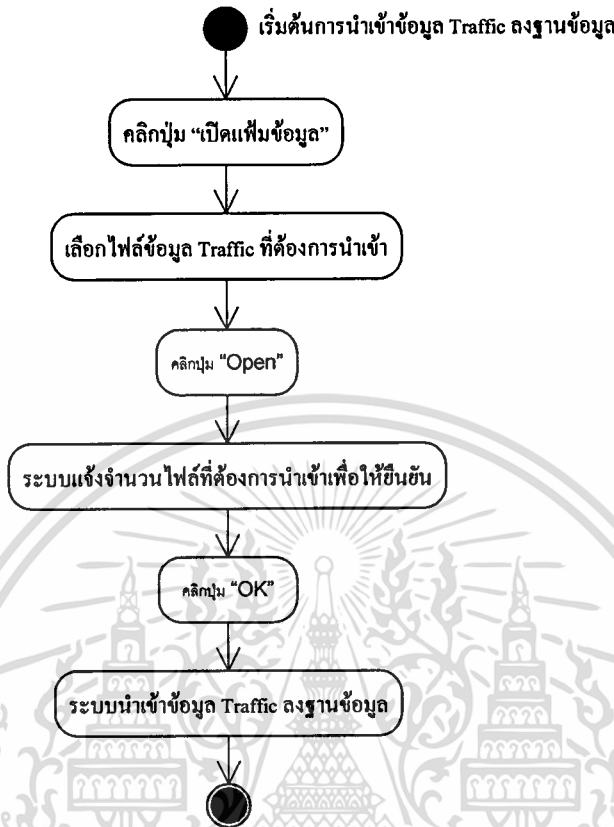 เริ่มต้นการนำเข้าข้อมูล Traffic ลงฐานข้อมูล
คลิกปุ่ม “เปิดแฟ้มข้อมูล”
เลือกไฟล์ข้อมูล Traffic ที่ต้องการนำเข้า
คลิกปุ่ม "Open"
ระบบแจ้งจำนวนไฟล์ที่ต้องการนำเข้าเพื่อให้ยืนยัน
คลิกปุ่ม "OK"
ระบบนำเข้าข้อมูล Traffic ลงฐานข้อมูล